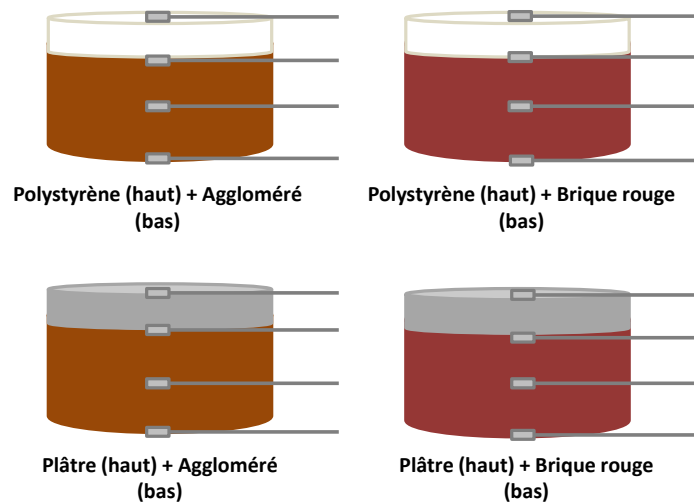 Polystyrène (haut) + Aggloméré
(bas)
Polystyrène (haut) + Brique rouge
(bas)
Plâtre (haut) + Aggloméré
(bas)
Plâtre (haut) + Brique rouge
(bas)